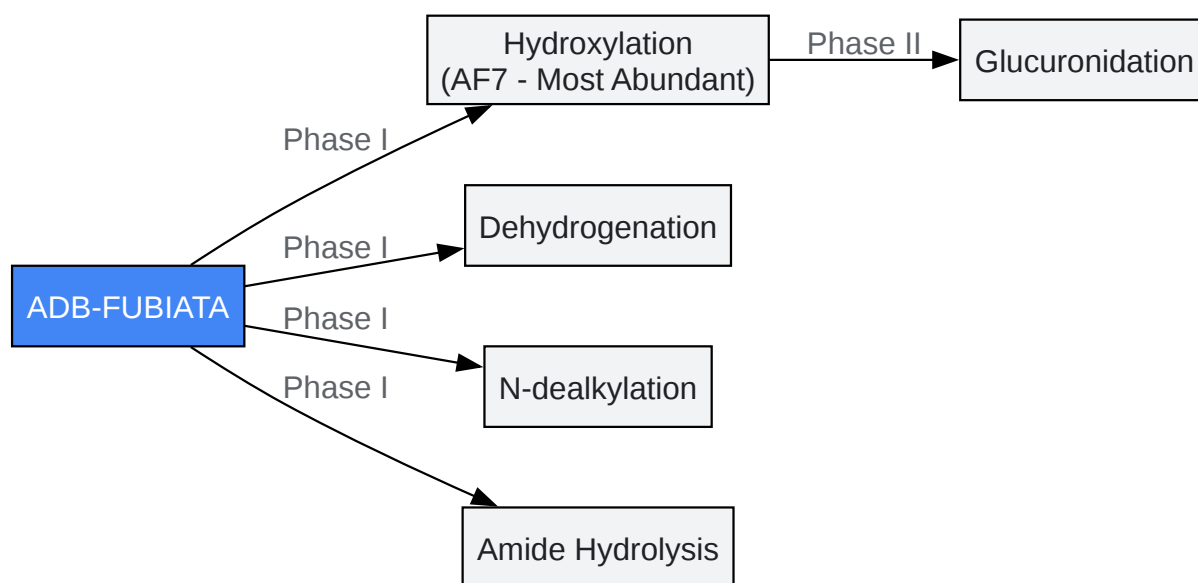 Hydroxylation
(AF7 - Most Abundant)
Phase II
Glucuronidation
Phase I
Dehydrogenation
Phase I
ADB-FUBIATA
Phase I
N-dealkylation
Phase I
Amide Hydrolysis